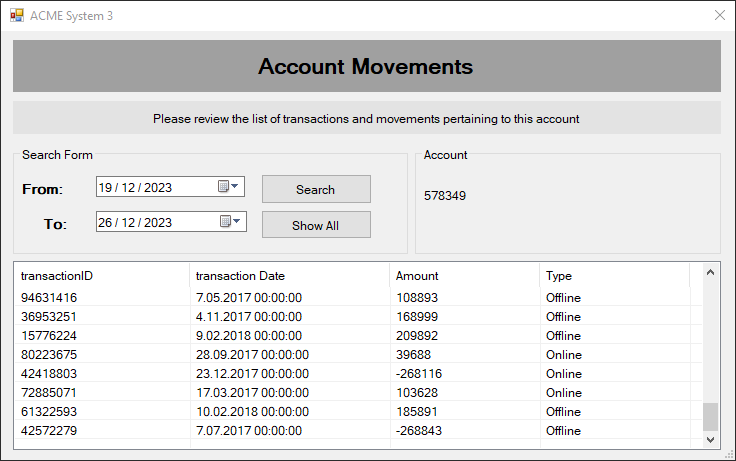 ACME System 3
Account Movements
Please review the list of transactions and movements pertaining to this account
Search Form
From: 19 / 12 / 2023 Search
To: 26 / 12 / 2023 Show All
Account
578349
transactionID transaction Date Amount Type
94631416 7.05.2017 00:00:00 108893 Offline
36953251 4.11.2017 00:00:00 168999 Offline
15776224 9.02.2018 00:00:00 209892 Offline
80223675 28.09.2017 00:00:00 39688 Online
42418803 23.12.2017 00:00:00 -268116 Online
72885071 17.03.2017 00:00:00 103628 Online
61322593 10.02.2018 00:00:00 185891 Offline
42572279 7.07.2017 00:00:00 -268843 Offline